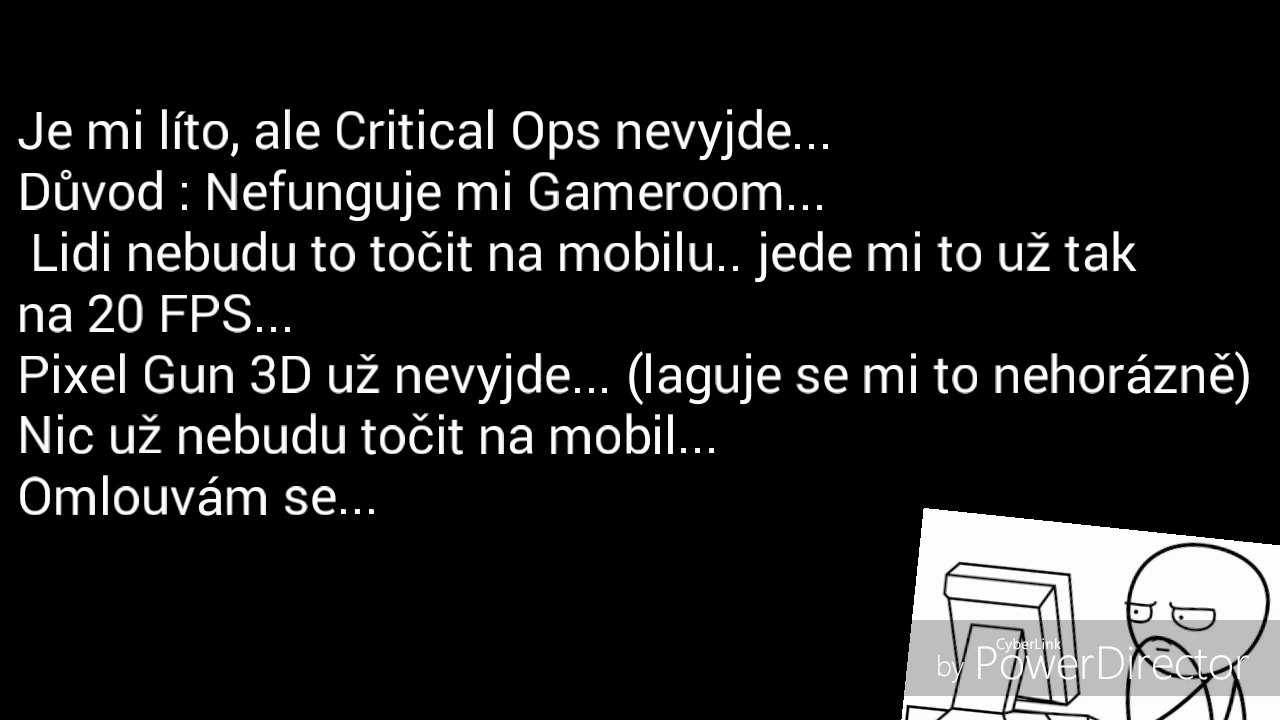 Je mi líto, ale Critical Ops nevyjde...
Důvod : Nefunguje mi Gameroom...
Lidi nebudu to točit na mobilu.. jede mi to už tak
na 20 FPS...
Pixel Gun 3D už nevyjde... (laguje se mi to nehorázně)
Nic už nebudu točit na mobil...
Omlouvám se...
CyberLink
by PowerDirector